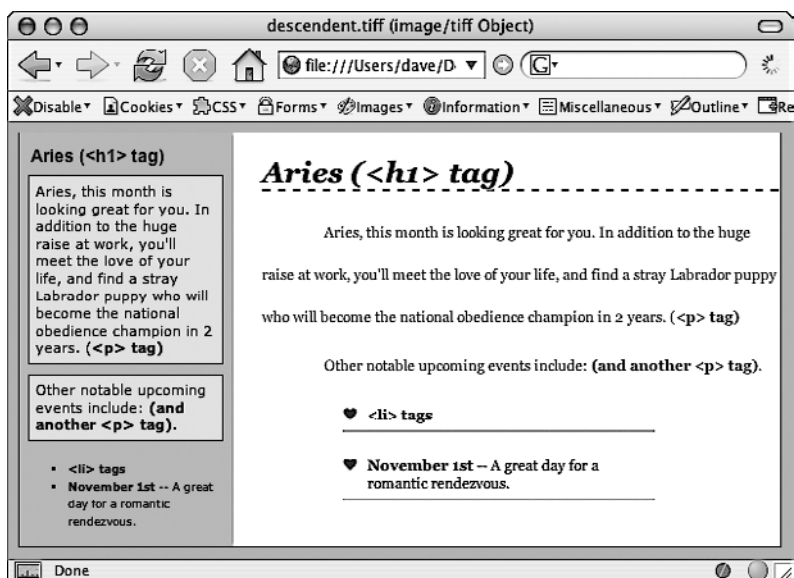 descendent.tiff (image/tiff Object)
file:///Users/dave/D
G
Disable Cookies CSS Forms Images Information Miscellaneous Outline Re
Aries (<h1> tag)
Aries, this month is
looking great for you. In
addition to the huge
raise at work, you'll
meet the love of your
life, and find a stray
Labrador puppy who will
become the national
obedience champion in 2
years. (<p> tag)
Other notable upcoming
events include: (and
another <p> tag).
<li> tags
November 1st -- A great
day for a romantic
rendezvous.
Aries (<h1> tag)
Aries, this month is looking great for you. In addition to the huge
raise at work, you'll meet the love of your life, and find a stray Labrador puppy
who will become the national obedience champion in 2 years. (<p> tag)
Other notable upcoming events include: (and another <p> tag).
<li> tags
November 1st -- A great day for a
romantic rendezvous.
Done